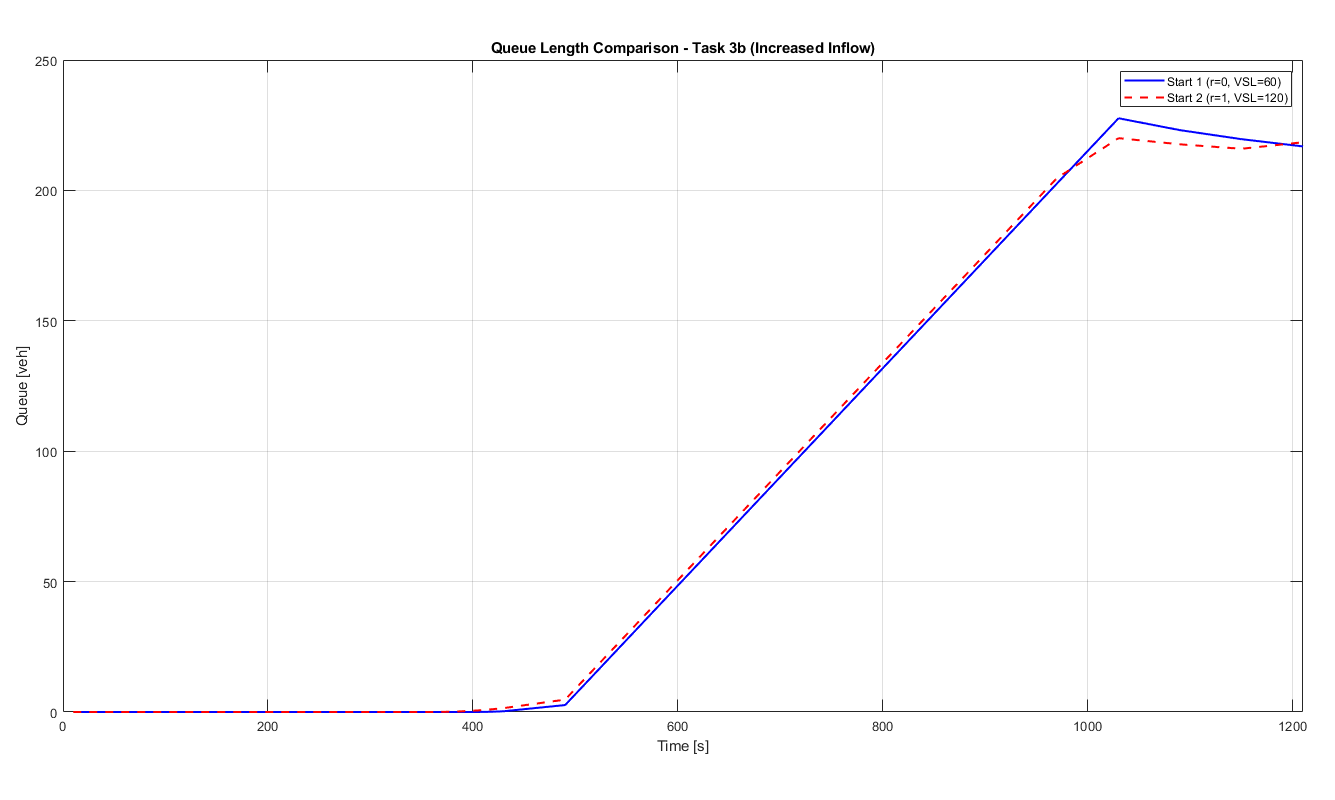 Queue Length Comparison - Task 3b (Increased Inflow)
250
Start 1 (r=0, VSL=60)
Start 2 (r=1, VSL=120)
200
150
Queue [veh]
100
50
0
0 200 400 600 800 1000 1200
Time [s]